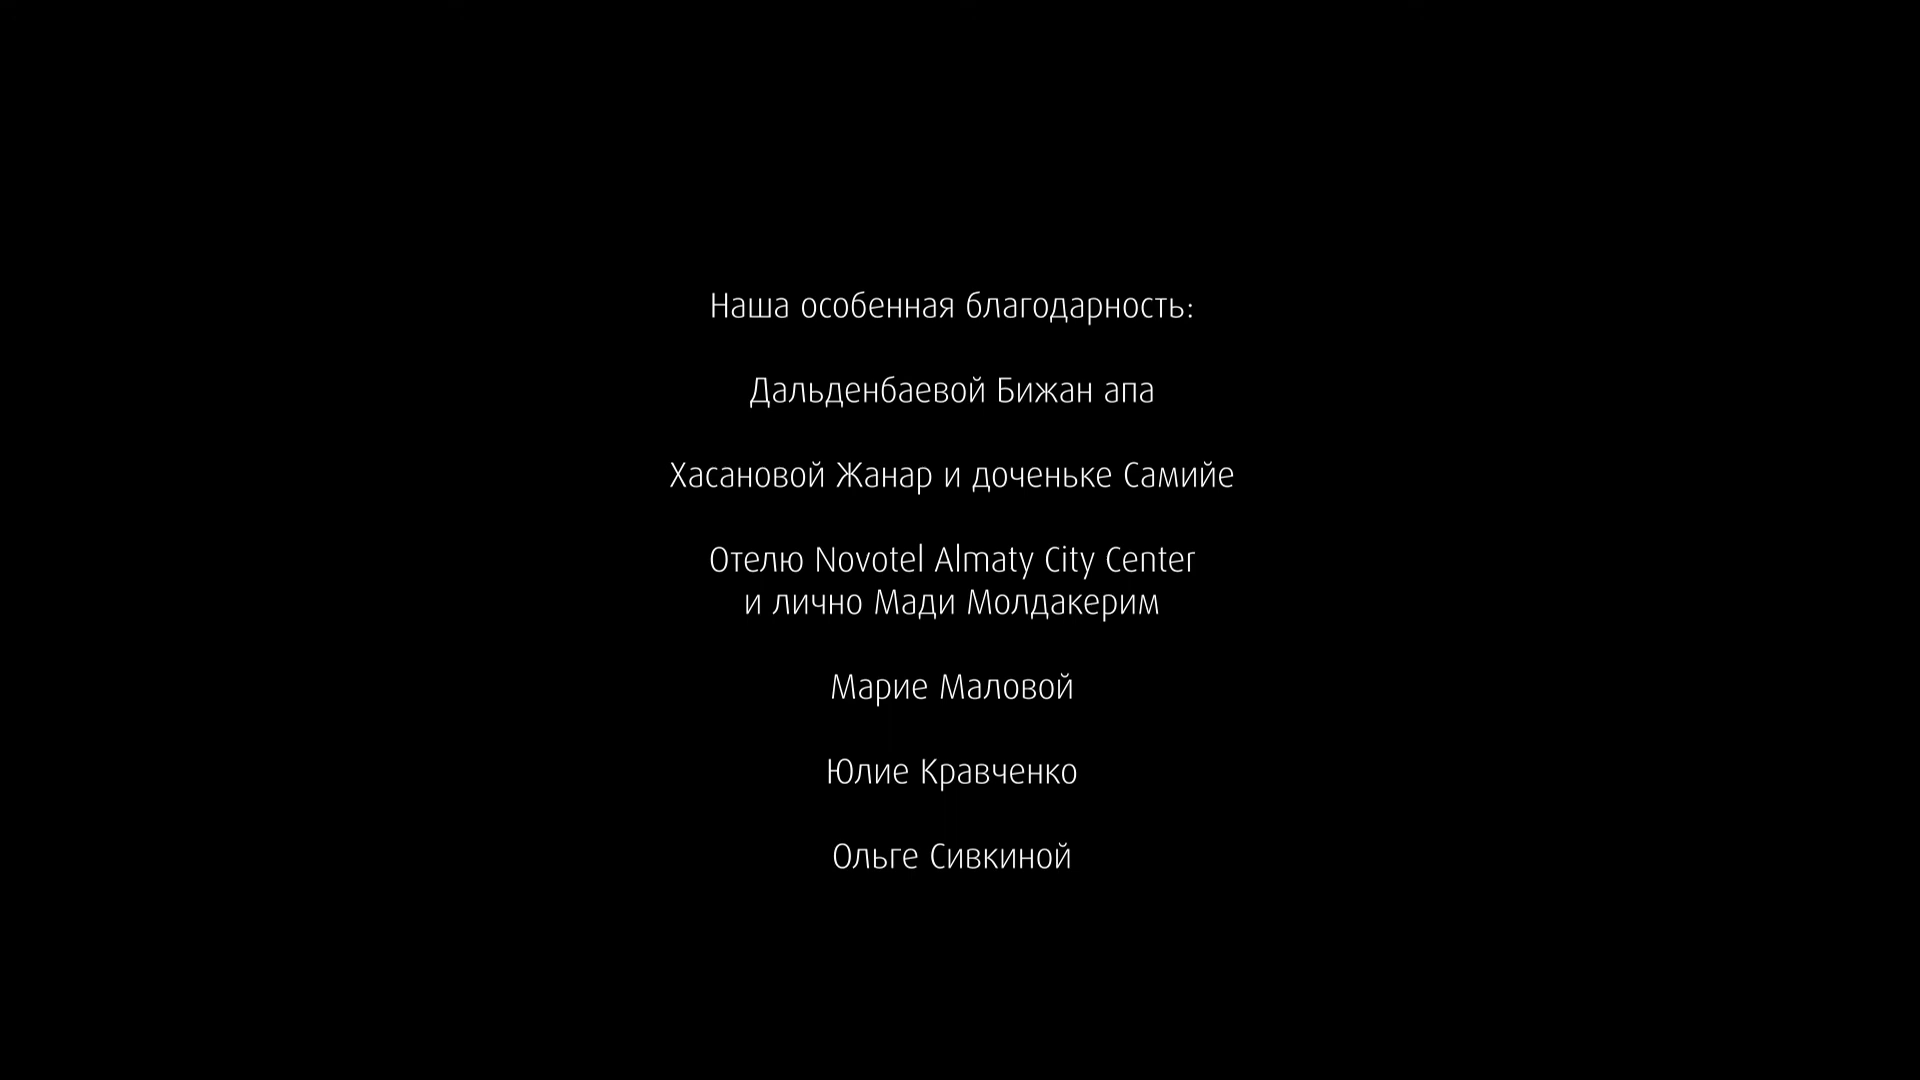 Наша особенная благодарность:
Дальденбаевой Бижан апа
Хасановой Жанар и доченьке Самийе
Отелю Novotel Almaty City Center
и лично Мади Молдакерим
Марие Маловой
Юлие Кравченко
Ольге Сивкиной